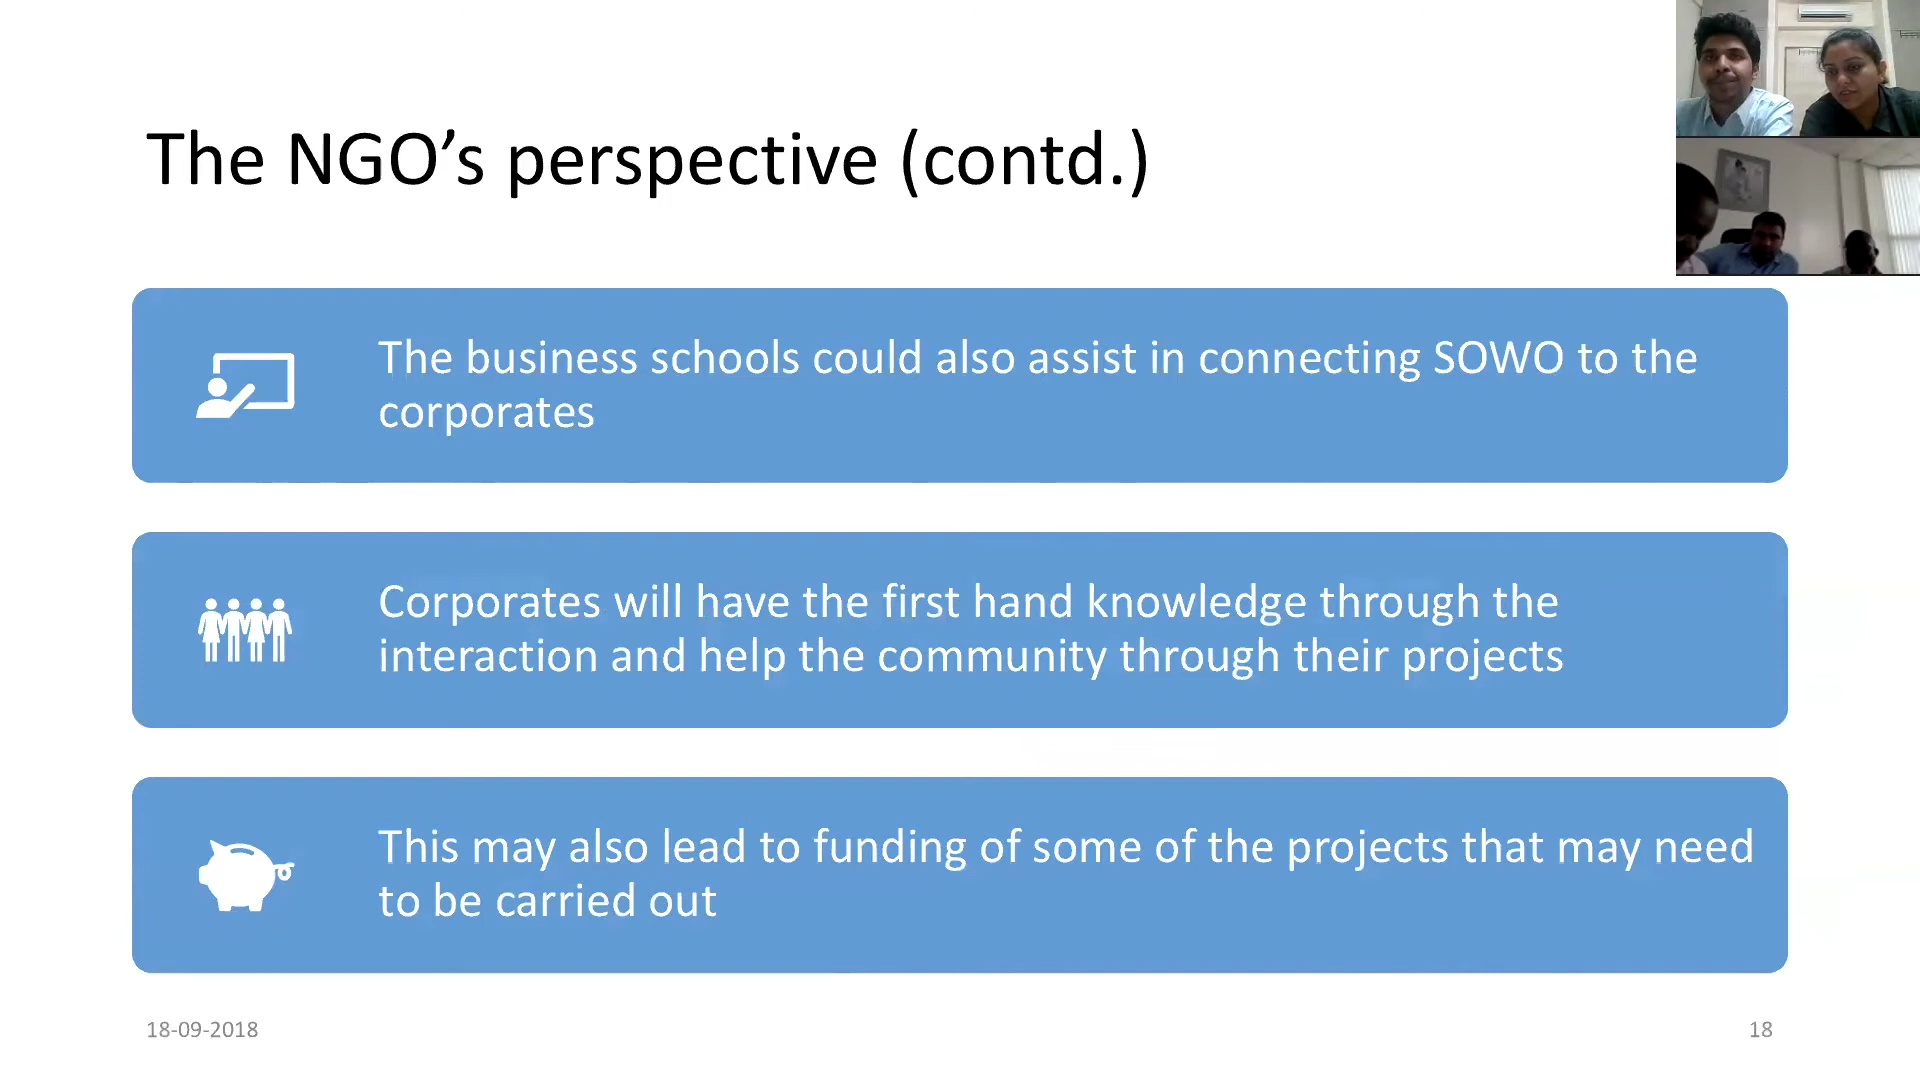 The NGO’s perspective (contd.)
The business schools could also assist in connecting SOWO to the
corporates
Corporates will have the first hand knowledge through the
interaction and help the community through their projects
This may also lead to funding of some of the projects that may need
to be carried out
18-09-2018
18